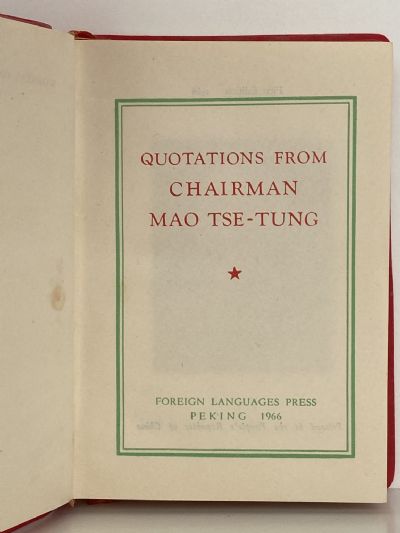 QUOTATIONS FROM
CHAIRMAN
MAO TSE-TUNG
FOREIGN LANGUAGES PRESS
PEKING 1966